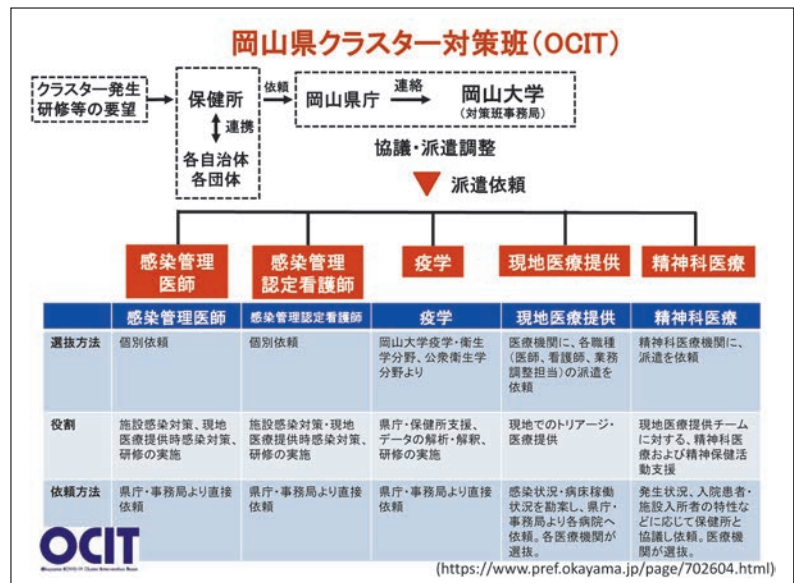 岡山県クラスター対策班(OCIT)
クラスター発生
研修等の要望
保健所
連携
各自治体
各団体
依頼
岡山県庁
連絡
岡山大学
(対策班事務局)
協議・派遣調整
派遣依頼
感染管理
医師
感染管理
認定看護師
疫学
現地医療提供
精神科医療
感染管理医師
感染管理認定看護師
疫学
現地医療提供
精神科医療
選抜方法
個別依頼
個別依頼
岡山大学疫学・衛生
学分野、公衆衛生学
分野より
医療機関に、各職種
(医師、看護師、業務
調整担当)の派遣を
依頼
精神科医療機関に、
派遣を依頼
役割
施設感染対策、現地
医療提供時感染対策、
研修の実施
施設感染対策・現地
医療提供時感染対策、
研修の実施
県庁・保健所支援、
データの解析・解釈、
研修の実施
現地でのトリアージ・
医療提供
現地医療提供チーム
に対する、精神科医
療および精神保健活
動支援
依頼方法
県庁・事務局より直接
依頼
県庁・事務局より直接
依頼
県庁・事務局より直接
依頼
感染状況・病床稼働
状況を勘案し、県庁・
事務局より各病院へ
依頼。各医療機関が
選抜。
発生状況、入院患者・
施設入所者の特性な
どに応じて保健所と
協議し依頼。医療機
関が選抜。
OCIT
Okayama COVID-19 Cluster Intervention Team
(https://www.pref.okayama.jp/page/702604.html)